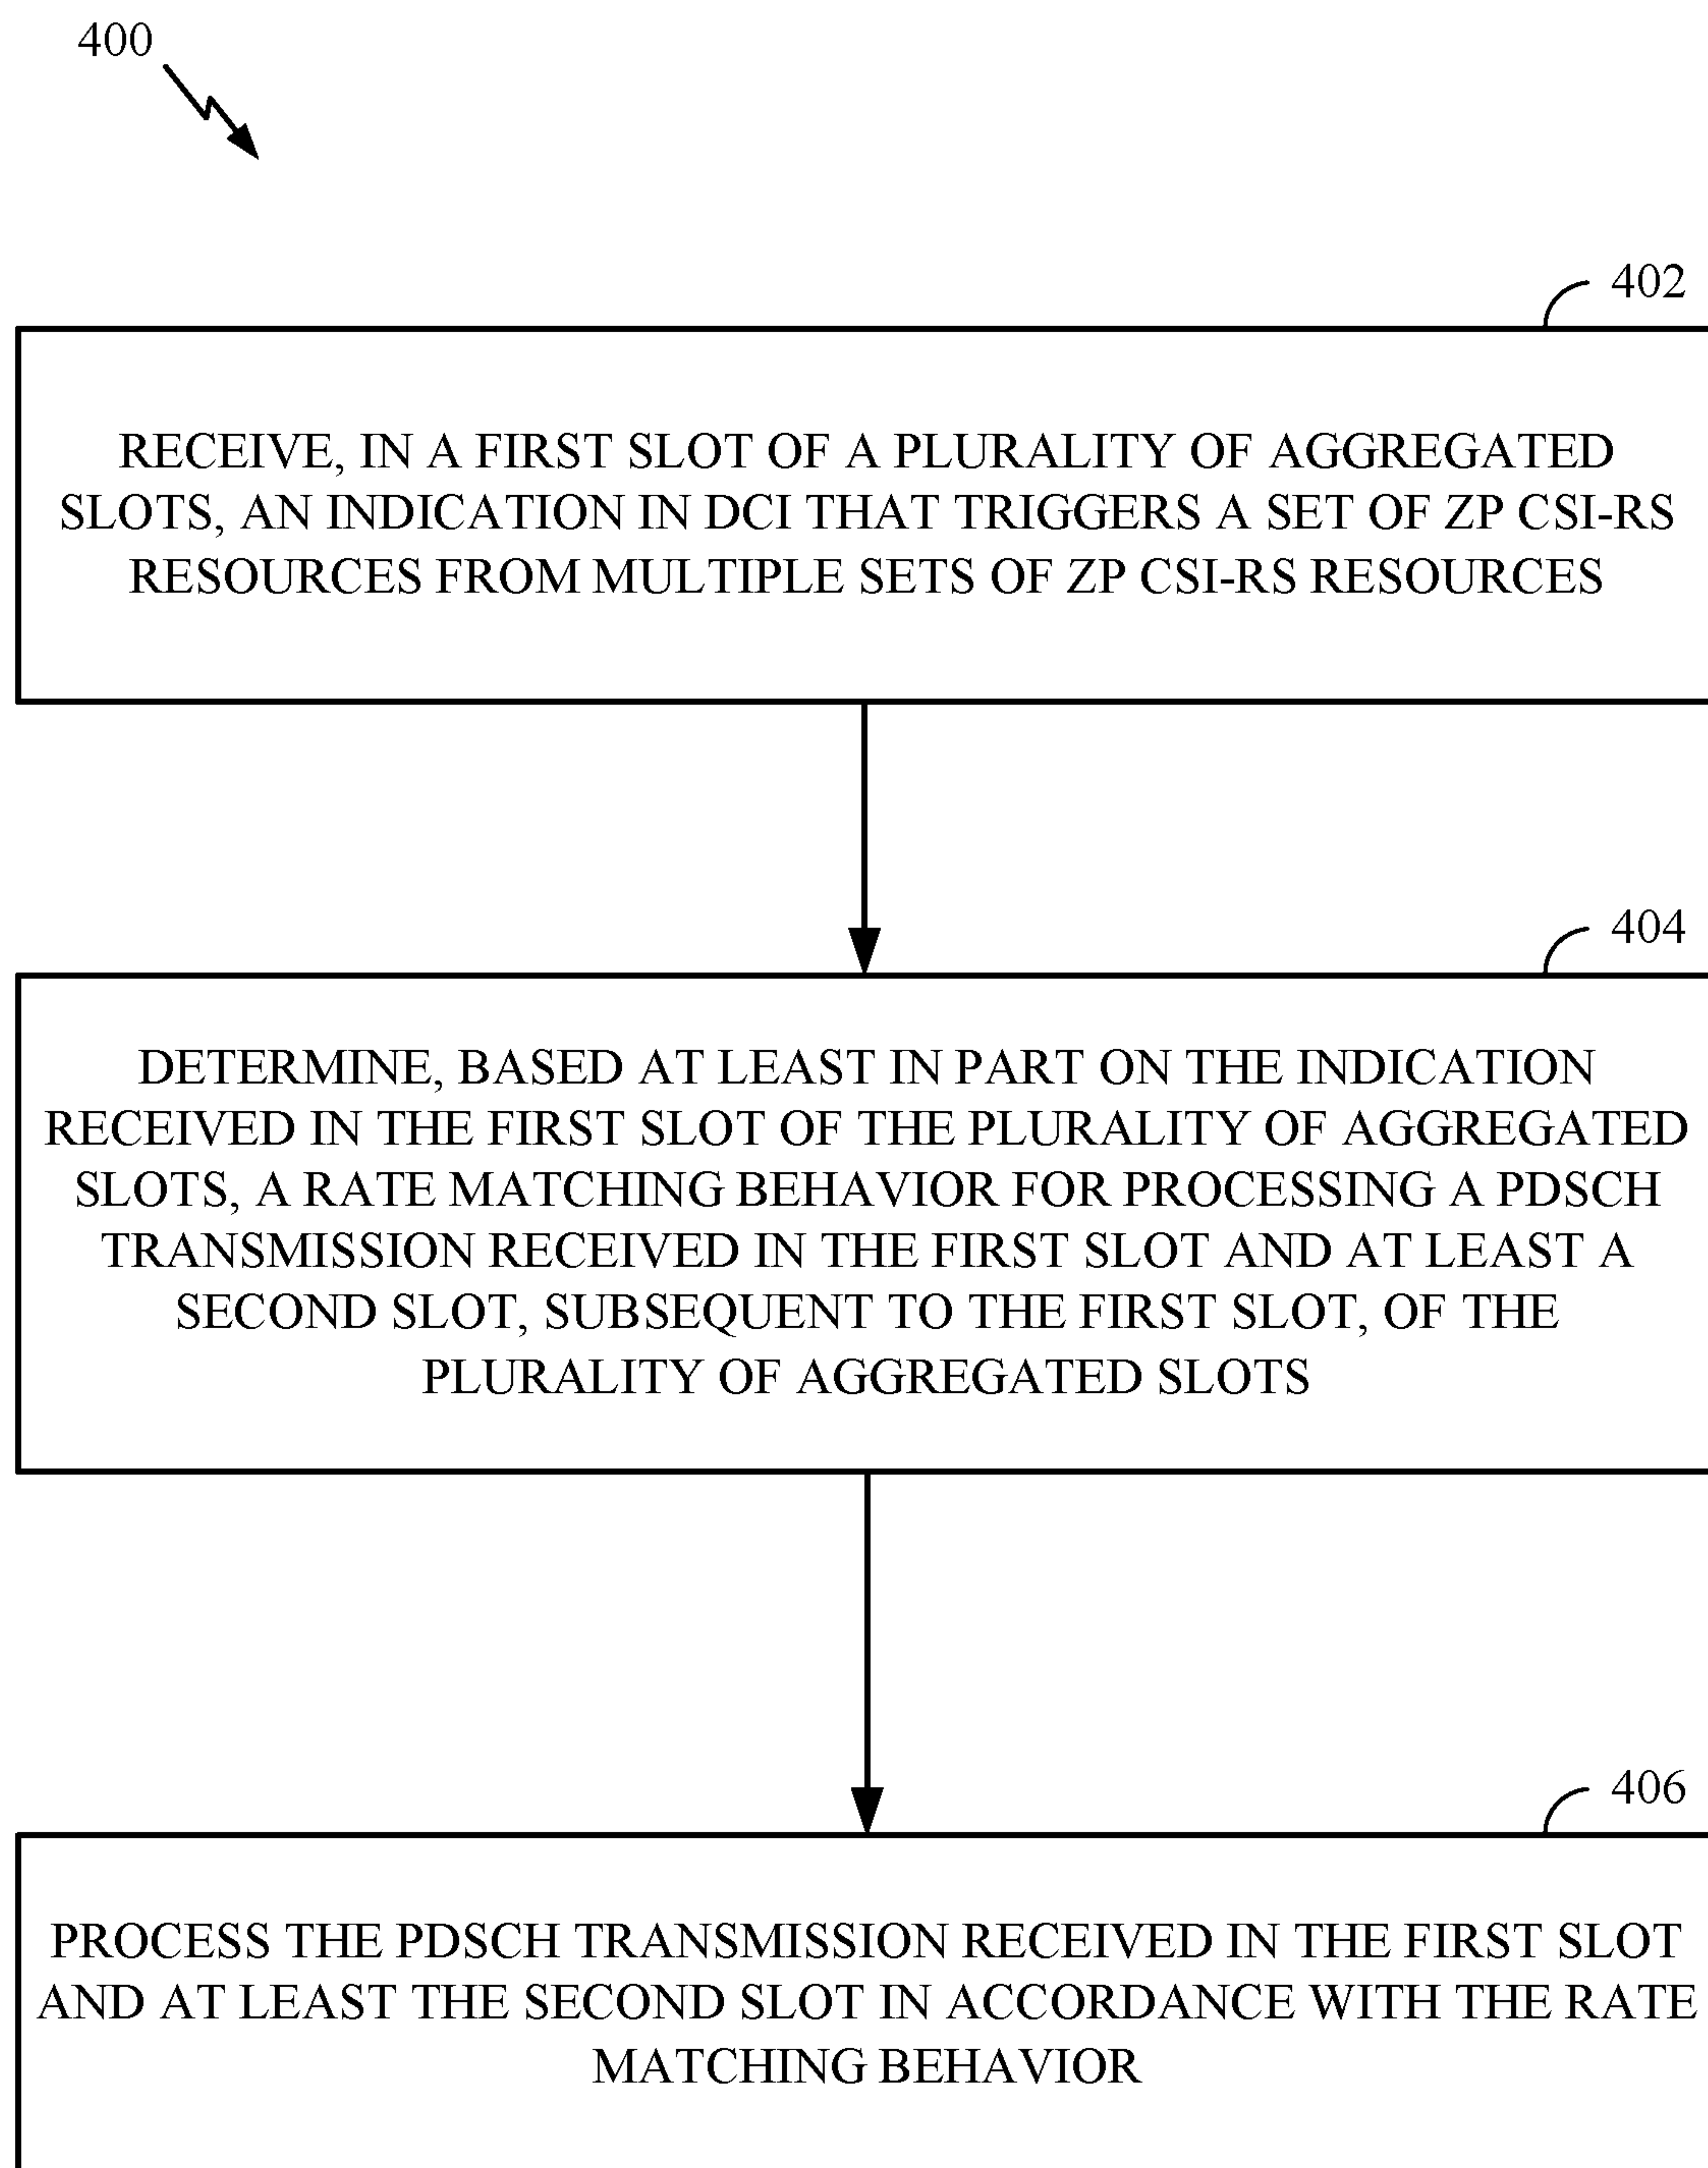 400
402
RECEIVE, IN A FIRST SLOT OF A PLURALITY OF AGGREGATED
SLOTS, AN INDICATION IN DCI THAT TRIGGERS A SET OF ZP CSI-RS
RESOURCES FROM MULTIPLE SETS OF ZP CSI-RS RESOURCES
404
DETERMINE, BASED AT LEAST IN PART ON THE INDICATION
RECEIVED IN THE FIRST SLOT OF THE PLURALITY OF AGGREGATED
SLOTS, A RATE MATCHING BEHAVIOR FOR PROCESSING A PDSCH
TRANSMISSION RECEIVED IN THE FIRST SLOT AND AT LEAST A
SECOND SLOT, SUBSEQUENT TO THE FIRST SLOT, OF THE
PLURALITY OF AGGREGATED SLOTS
406
PROCESS THE PDSCH TRANSMISSION RECEIVED IN THE FIRST SLOT
AND AT LEAST THE SECOND SLOT IN ACCORDANCE WITH THE RATE
MATCHING BEHAVIOR